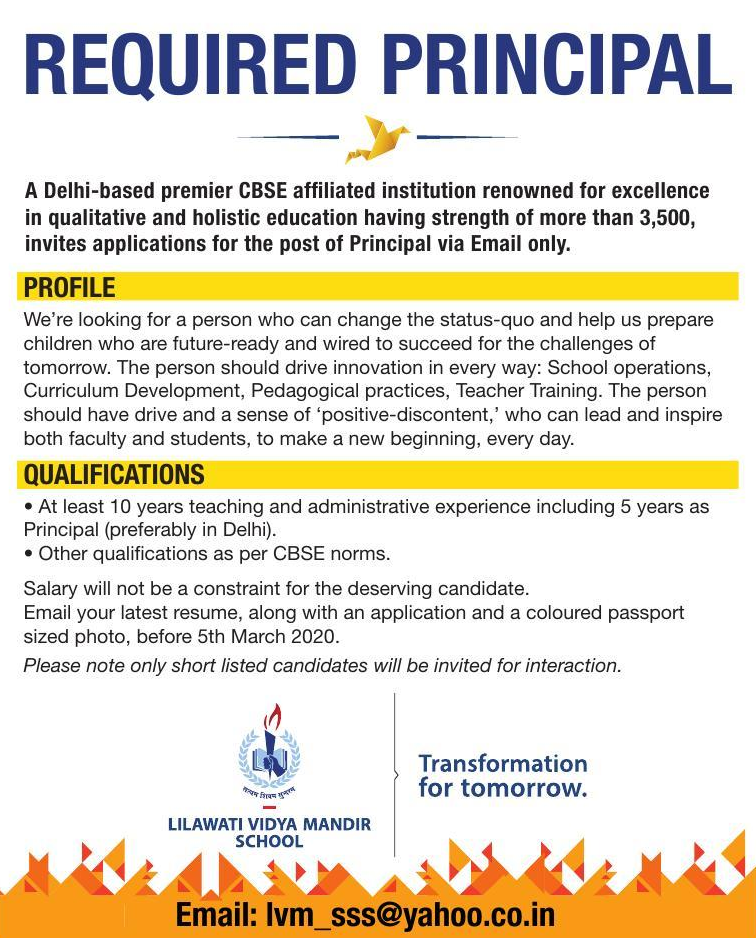 REQUIRED PRINCIPAL
A Delhi-based premier CBSE affiliated institution renowned for excellence
in qualitative and holistic education having strength of more than 3,500,
invites applications for the post of Principal via Email only.
PROFILE
We’re looking for a person who can change the status-quo and help us prepare
children who are future-ready and wired to succeed for the challenges of
tomorrow. The person should drive innovation in every way: School operations,
Curriculum Development, Pedagogical practices, Teacher Training. The person
should have drive and a sense of ‘positive-discontent,’ who can lead and inspire
both faculty and students, to make a new beginning, every day.
QUALIFICATIONS
• At least 10 years teaching and administrative experience including 5 years as
Principal (preferably in Delhi).
• Other qualifications as per CBSE norms.
Salary will not be a constraint for the deserving candidate.
Email your latest resume, along with an application and a coloured passport
sized photo, before 5th March 2020.
Please note only short listed candidates will be invited for interaction.
सत्यम शिवम सुन्दरम
LILAWATI VIDYA MANDIR
SCHOOL
Transformation
for tomorrow.
Email: lvm_sss@yahoo.co.in